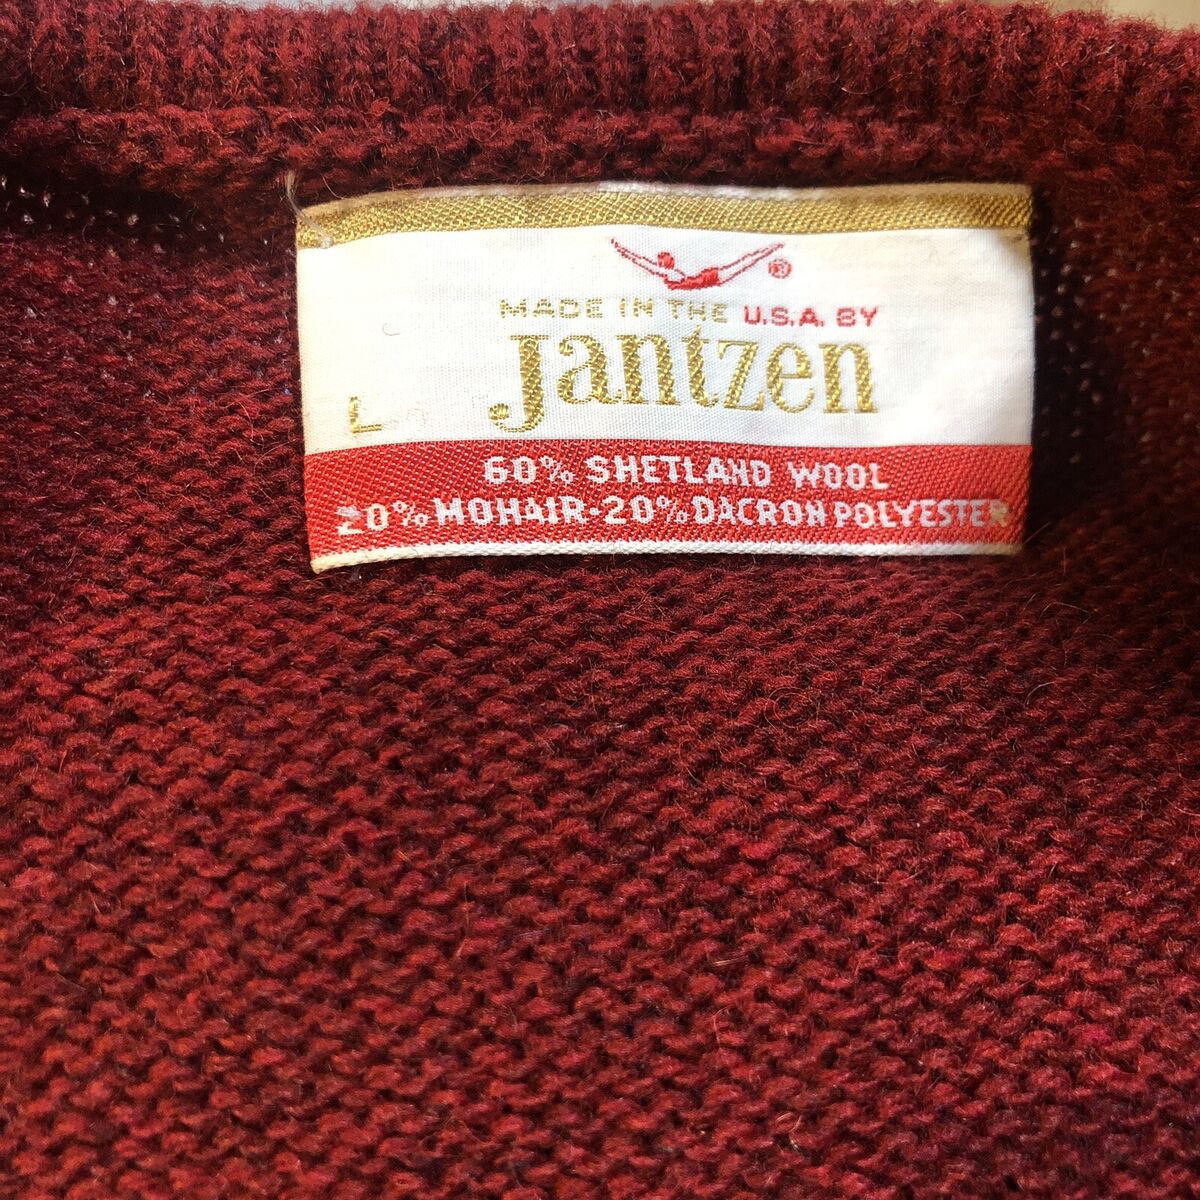 ®
MADE IN THE U.S.A. BY
Jantzen
L
60% SHETLAND WOOL
20% MOHAIR·20% DACRON POLYESTER